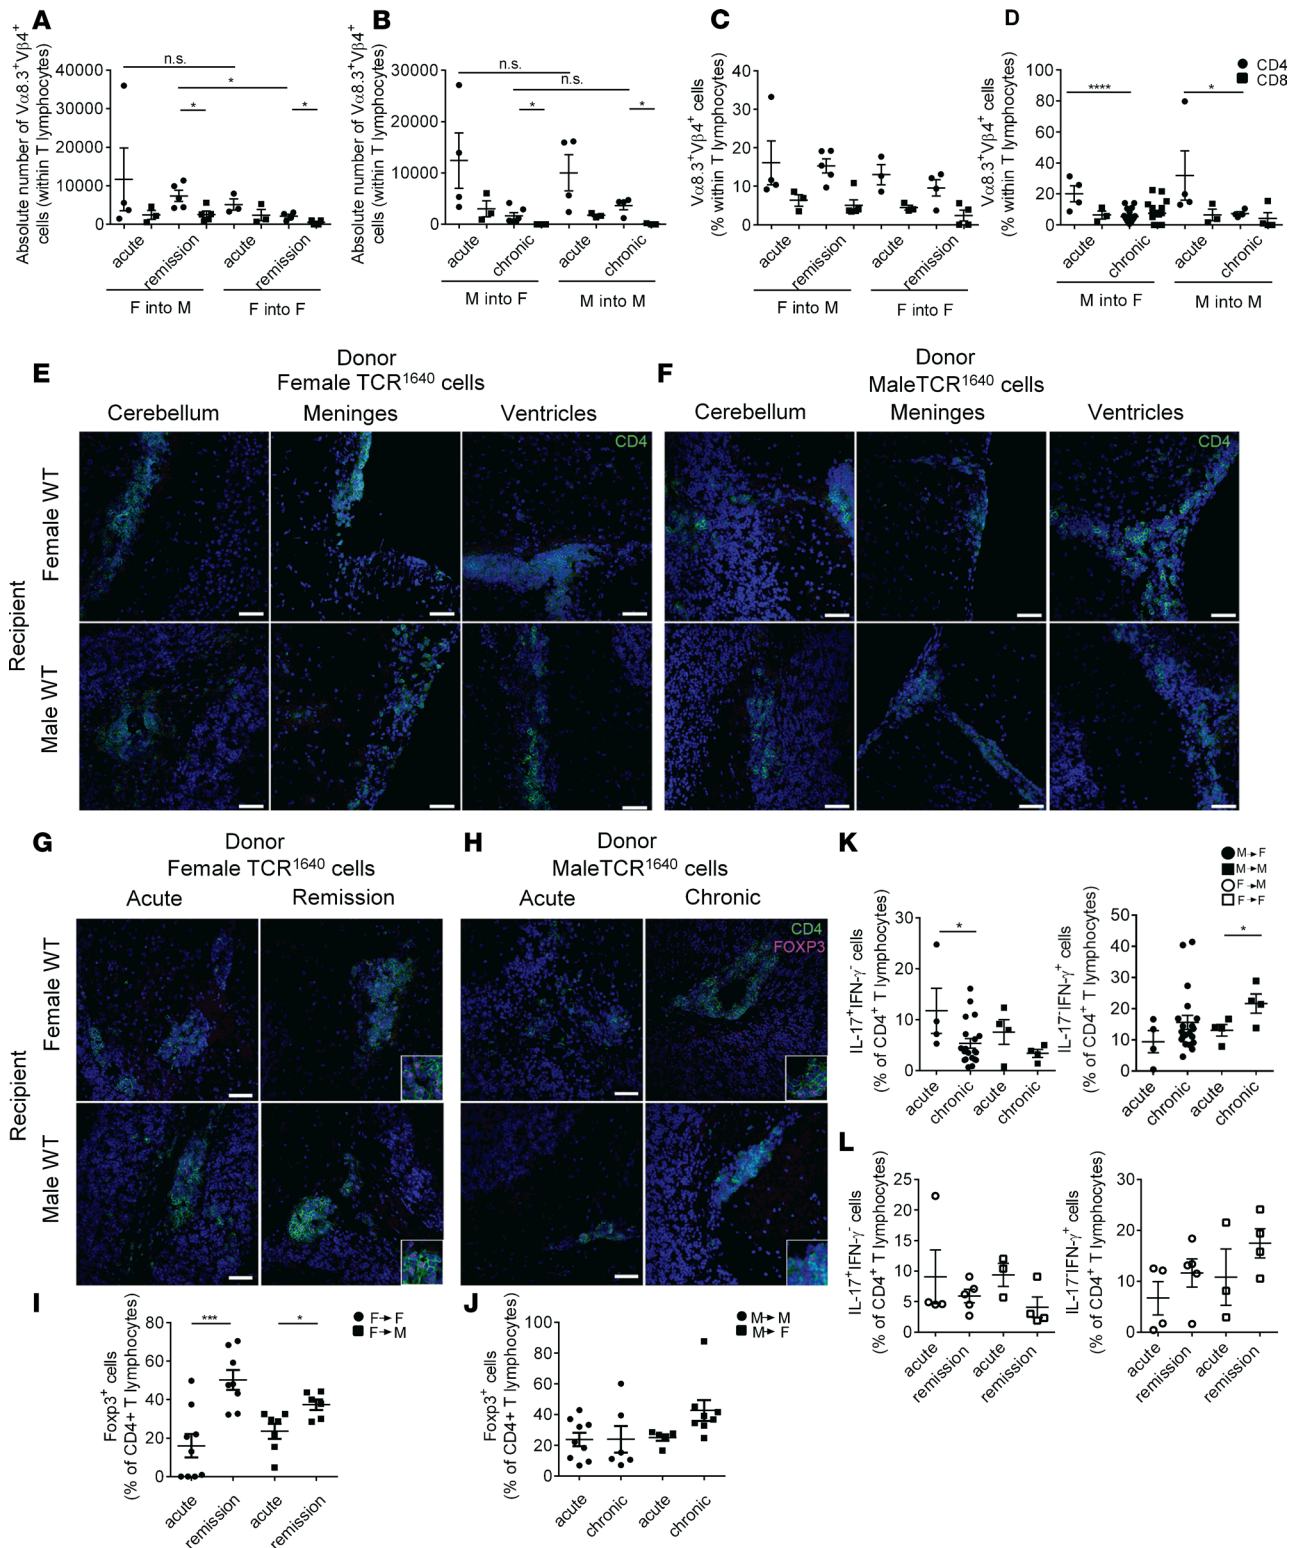 A
Absolute number of Vα8.3⁺Vβ4⁺
cells (within T lymphocytes)
40000
30000
20000
10000
0
n.s.
*
*
*
acute
remission
acute
remission
F into M
F into F
B
Absolute number of Vα8.3⁺Vβ4⁺
cells (within T lymphocytes)
30000
20000
10000
0
n.s.
n.s.
*
*
acute
chronic
acute
chronic
M into F
M into M
C
Vα8.3⁺Vβ4⁺ cells
(% within T lymphocytes)
40
30
20
10
0
acute
remission
acute
remission
F into M
F into F
D
CD4
CD8
Vα8.3⁺Vβ4⁺ cells
(% within T lymphocytes)
100
80
60
40
20
0
****
*
acute
chronic
acute
chronic
M into F
M into M
E
Donor
Female TCR¹⁶⁴⁰ cells
Cerebellum
Meninges
Ventricles
CD4
F
Donor
MaleTCR¹⁶⁴⁰ cells
Cerebellum
Meninges
Ventricles
CD4
Recipient
Female WT
Male WT
G
Donor
Female TCR¹⁶⁴⁰ cells
Acute
Remission
H
Donor
MaleTCR¹⁶⁴⁰ cells
Acute
Chronic
CD4
FOXP3
Recipient
Female WT
Male WT
K
M→F
M→M
F→M
F→F
IL-17⁺IFN-γ⁻ cells
(% of CD4⁺ T lymphocytes)
30
20
10
0
*
acute
chronic
acute
chronic
IL-17⁻IFN-γ⁺ cells
(% of CD4⁺ T lymphocytes)
50
40
30
20
10
0
*
acute
chronic
acute
chronic
L
IL-17⁺IFN-γ⁻ cells
(% of CD4⁺ T lymphocytes)
25
20
15
10
5
0
acute
remission
acute
remission
IL-17⁻IFN-γ⁺ cells
(% of CD4⁺ T lymphocytes)
30
20
10
0
acute
remission
acute
remission
I
F→F
F→M
Foxp3⁺ cells
(% of CD4+ T lymphocytes)
80
60
40
20
0
***
*
acute
remission
acute
remission
J
M→M
M→F
Foxp3⁺ cells
(% of CD4+ T lymphocytes)
100
80
60
40
20
0
acute
chronic
acute
chronic